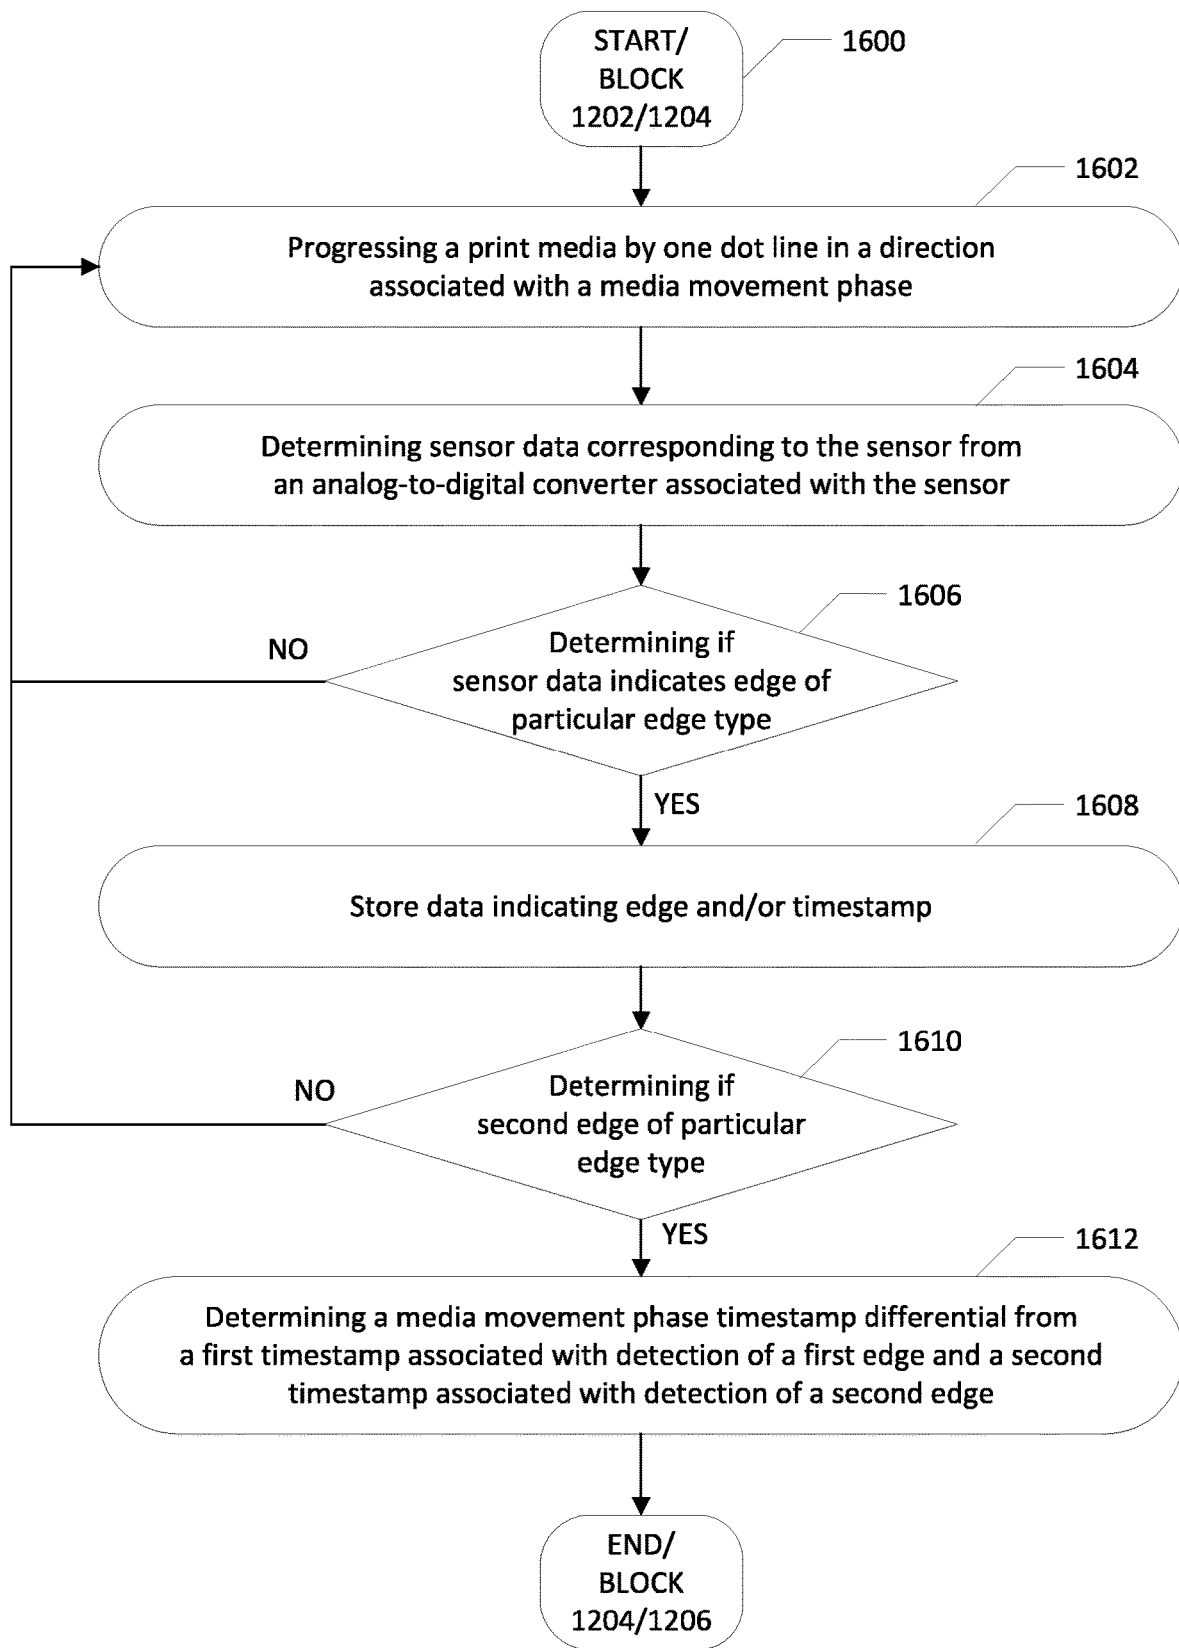 START/
BLOCK
1202/1204
1600
1602
Progressing a print media by one dot line in a direction
associated with a media movement phase
1604
Determining sensor data corresponding to the sensor from
an analog-to-digital converter associated with the sensor
1606
NO
Determining if
sensor data indicates edge of
particular edge type
YES
1608
Store data indicating edge and/or timestamp
1610
NO
Determining if
second edge of particular
edge type
YES
1612
Determining a media movement phase timestamp differential from
a first timestamp associated with detection of a first edge and a second
timestamp associated with detection of a second edge
END/
BLOCK
1204/1206